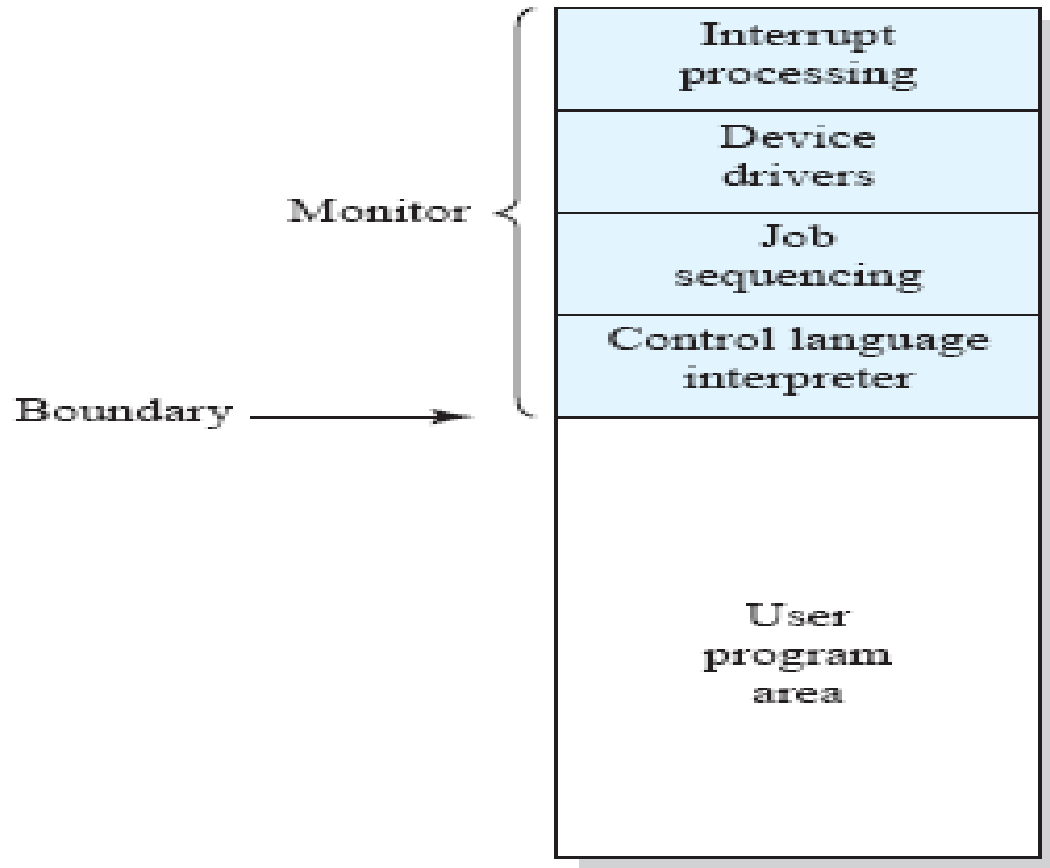 Interrupt
processing
Device
drivers
Monitor
Job
sequencing
Control language
interpreter
Boundary
User
program
area